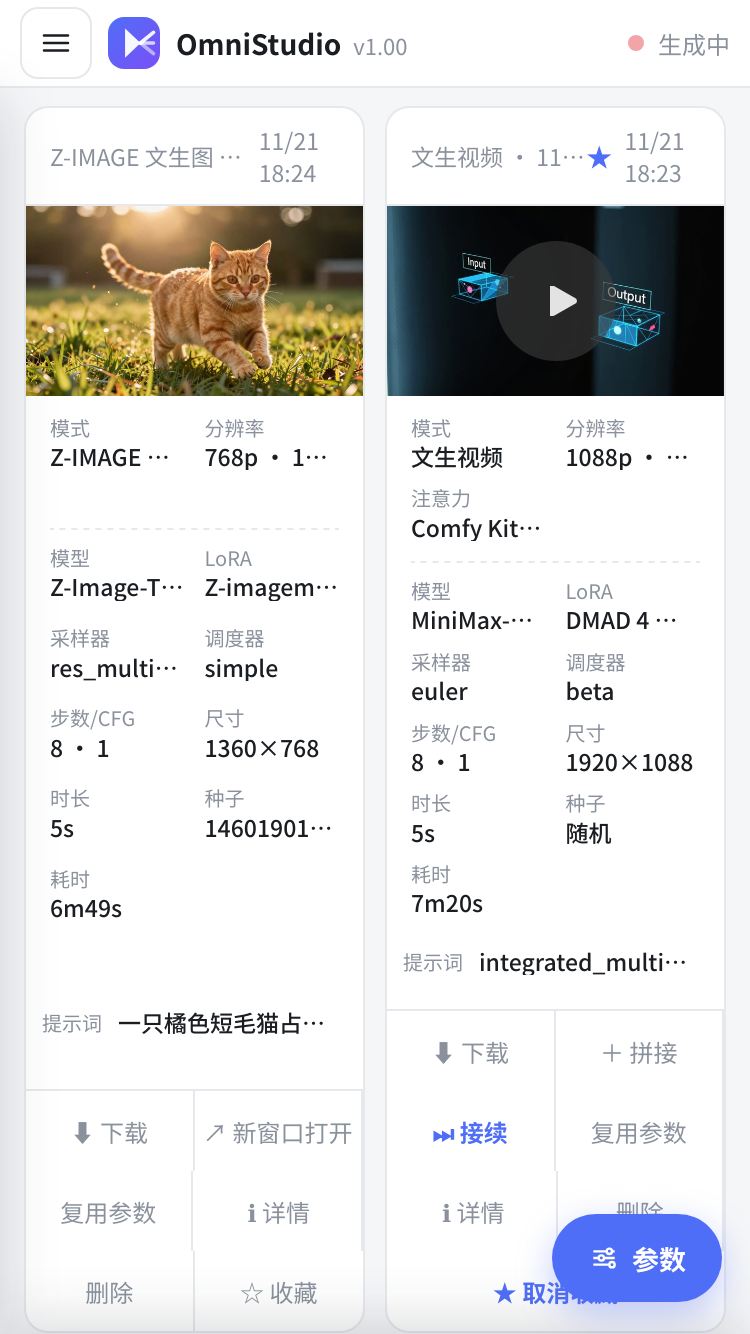 OmniStudio v1.00
生成中
Z-IMAGE 文生图 ···
11/21
18:24
模式
分辨率
Z-IMAGE ···
768p · 1···
模型
LoRA
Z-Image-T···
Z-imagem···
采样器
调度器
res_multi···
simple
步数/CFG
尺寸
8 · 1
1360×768
时长
种子
5s
14601901···
耗时
6m49s
提示词 一只橘色短毛猫占···
⬇ 下载
↗ 新窗口打开
复用参数
ℹ 详情
删除
☆ 收藏
文生视频 · 11···★
11/21
18:23
Input
Output
模式
分辨率
文生视频
1088p · ···
注意力
Comfy Kit···
模型
LoRA
MiniMax-···
DMAD 4 ···
采样器
调度器
euler
beta
步数/CFG
尺寸
8 · 1
1920×1088
时长
种子
5s
随机
耗时
7m20s
提示词 integrated_multi···
⬇ 下载
＋ 拼接
⏭ 接续
复用参数
ℹ 详情
删除
★ 取消收藏
参数